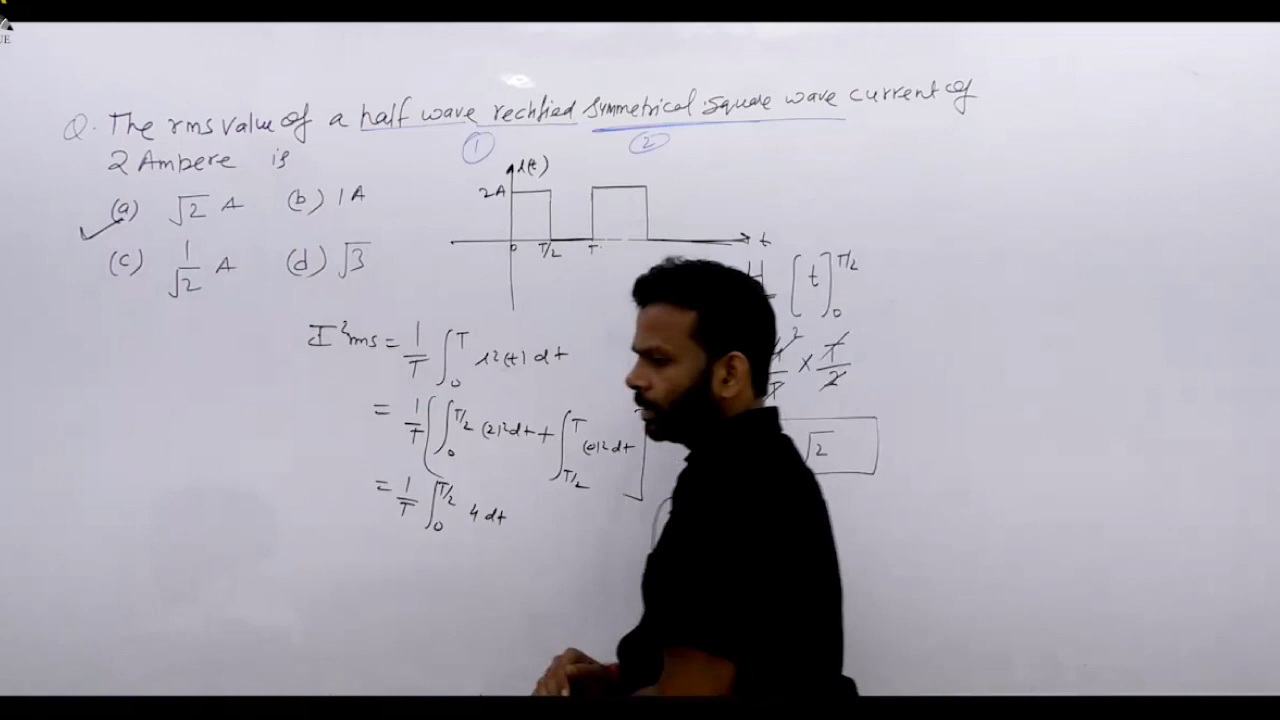 UE
Q. The rms value of a half wave rectified symmetrical square wave current of
2 Ampere is
① ②
(a) √2 A (b) 1 A
(c) 1/√2 A (d) √3
i(t)
2A
0 T/2 T t
[t]₀^T/2
I²rms = 1/T ∫₀^T i²(t) dt
× T/2
= 1/T [∫₀^T/2 (2)² dt + ∫_T/2^T (0)² dt]
√2
= 1/T ∫₀^T/2 4 dt